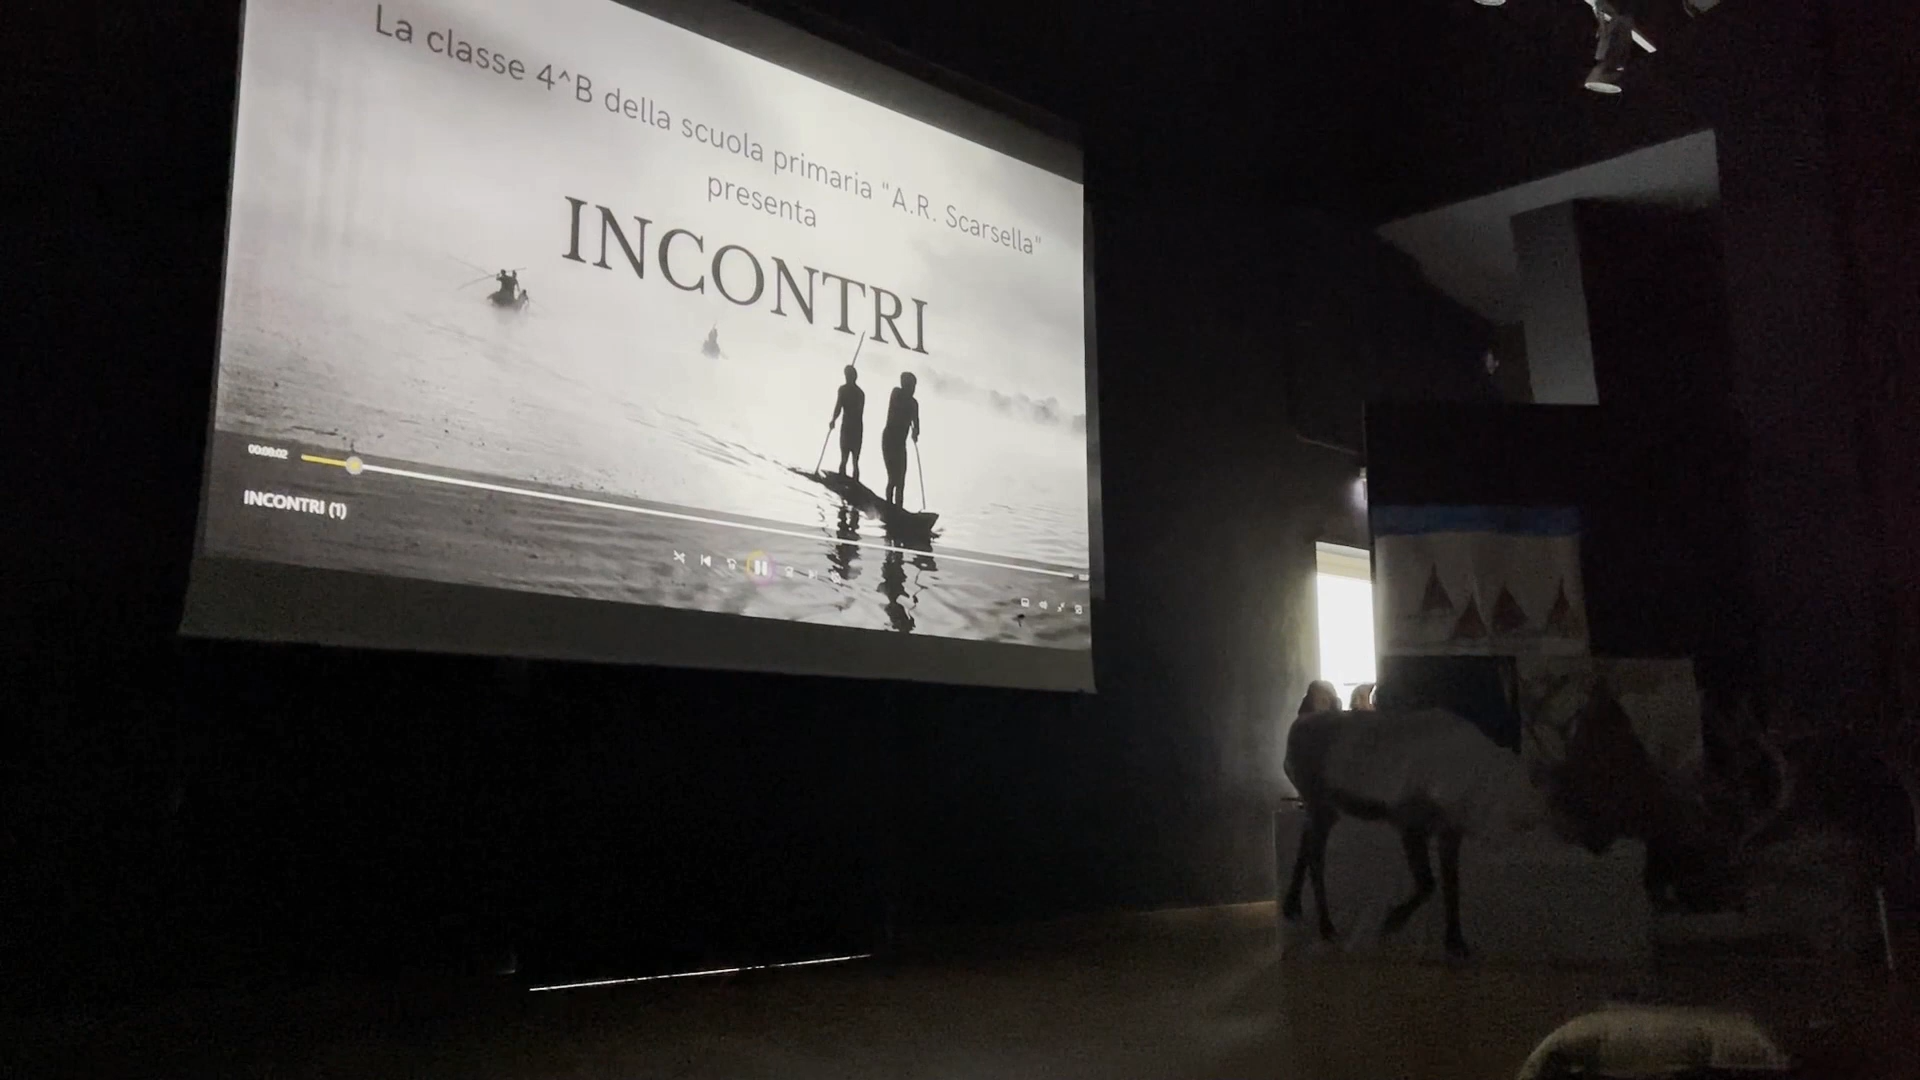 La classe 4^B della scuola primaria "A.R. Scarsella"
presenta
INCONTRI
00:00:02
INCONTRI (1)